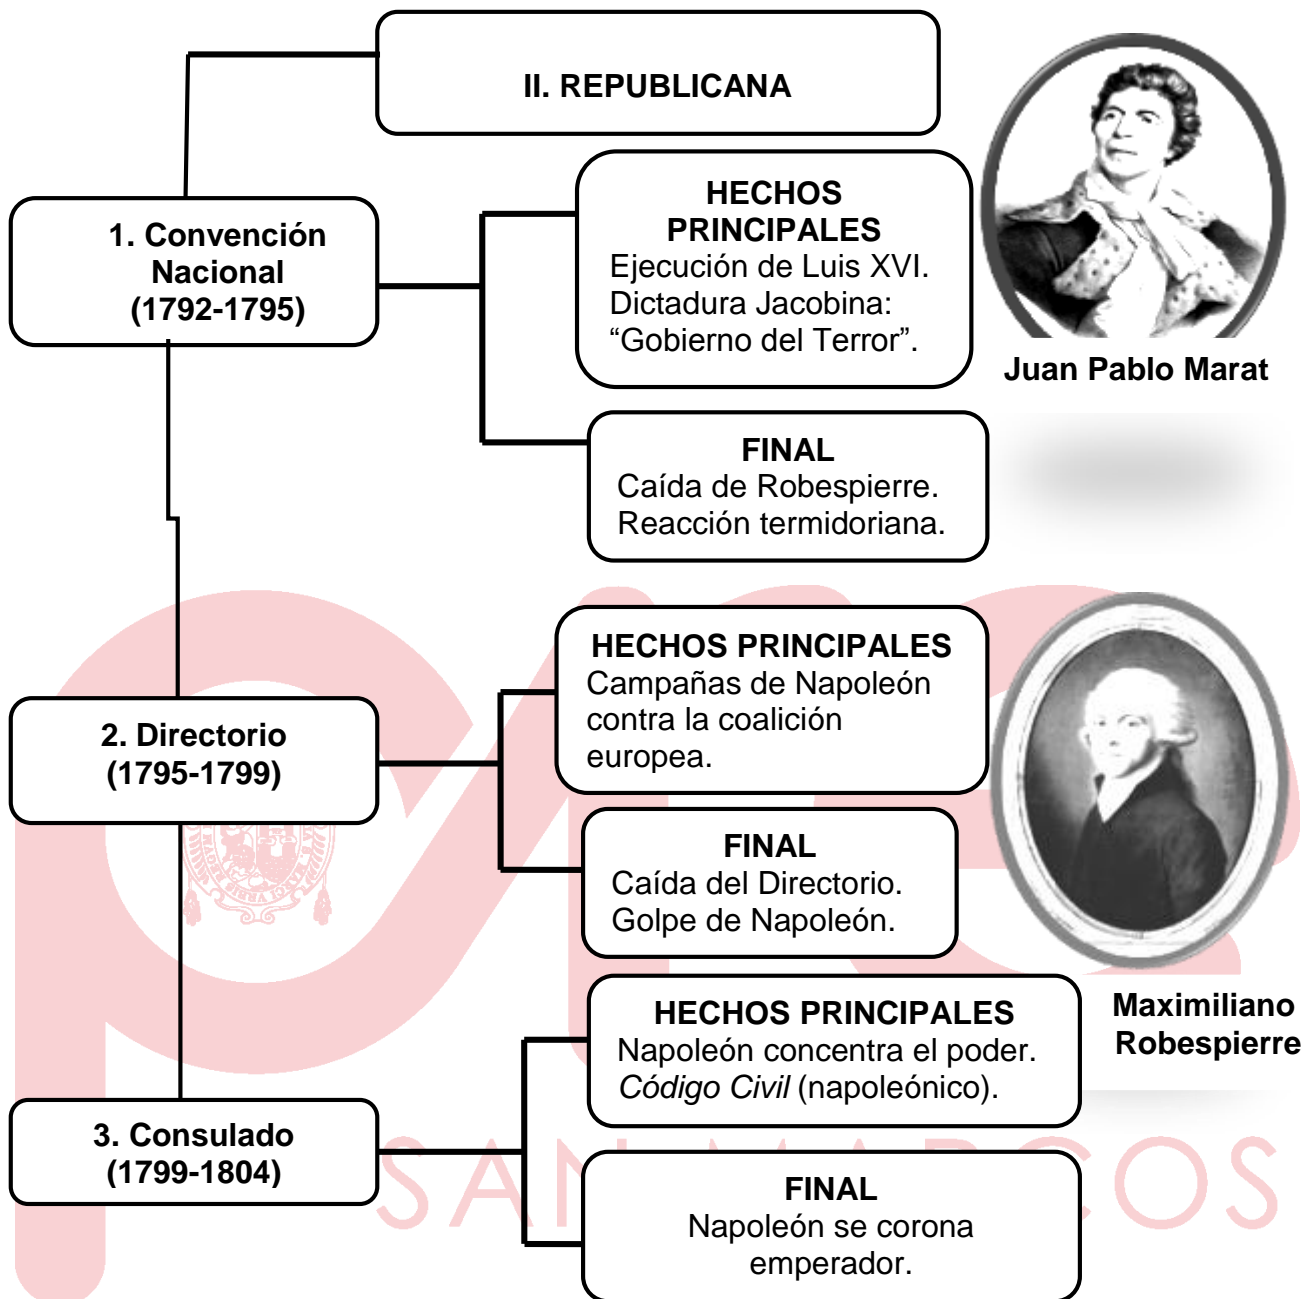 II. REPUBLICANA
1. Convención
Nacional
(1792-1795)
HECHOS
PRINCIPALES
Ejecución de Luis XVI.
Dictadura Jacobina:
“Gobierno del Terror”.
Juan Pablo Marat
FINAL
Caída de Robespierre.
Reacción termidoriana.
2. Directorio
(1795-1799)
HECHOS PRINCIPALES
Campañas de Napoleón
contra la coalición
europea.
FINAL
Caída del Directorio.
Golpe de Napoleón.
Maximiliano
Robespierre
3. Consulado
(1799-1804)
HECHOS PRINCIPALES
Napoleón concentra el poder.
Código Civil (napoleónico).
FINAL
Napoleón se corona
emperador.
pre
SAN MARCOS